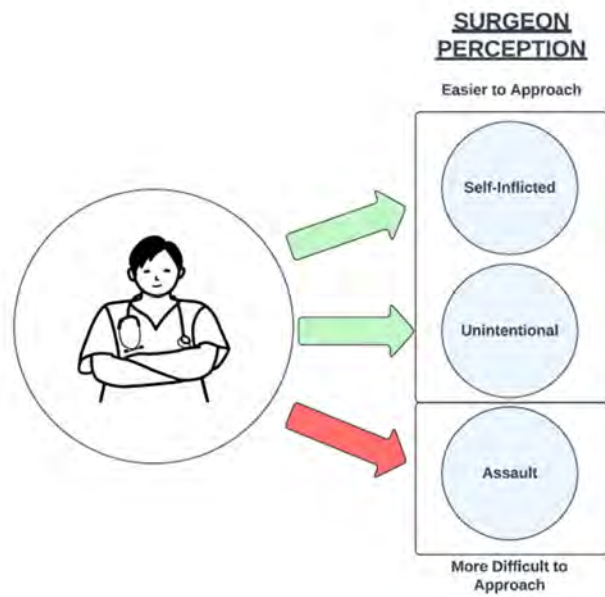 SURGEON
PERCEPTION
Easier to Approach
Self-Inflicted
Unintentional
Assault
More Difficult to
Approach